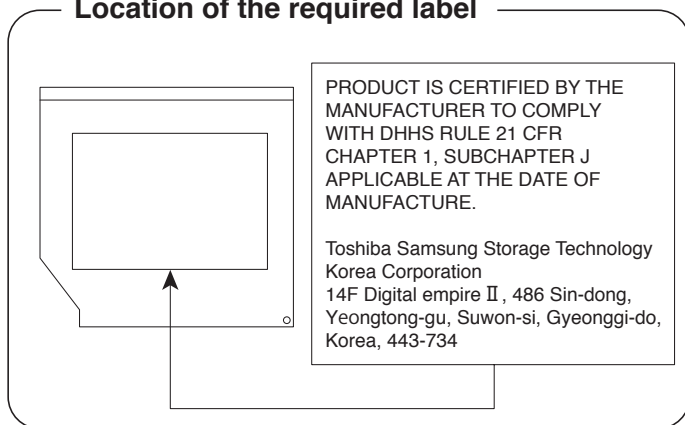 Location of the required label
PRODUCT IS CERTIFIED BY THE
MANUFACTURER TO COMPLY
WITH DHHS RULE 21 CFR
CHAPTER 1, SUBCHAPTER J
APPLICABLE AT THE DATE OF
MANUFACTURE.
Toshiba Samsung Storage Technology
Korea Corporation
14F Digital empire Ⅱ, 486 Sin-dong,
Yeongtong-gu, Suwon-si, Gyeonggi-do,
Korea, 443-734